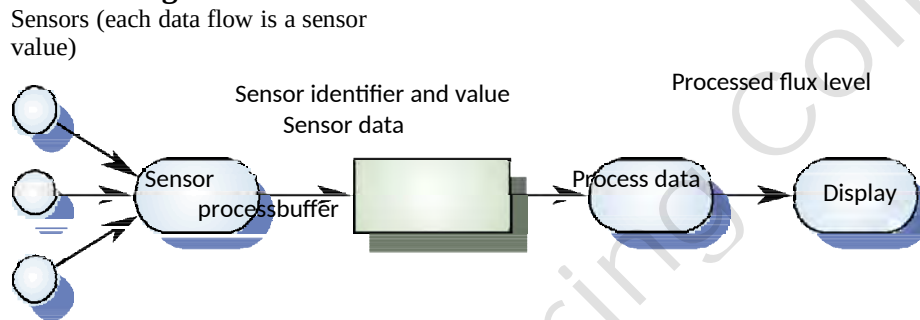 Sensors (each data flow is a sensor
value)
Processed flux level
Sensor identifier and value
Sensor data
Sensor
processbuffer
Process data
Display